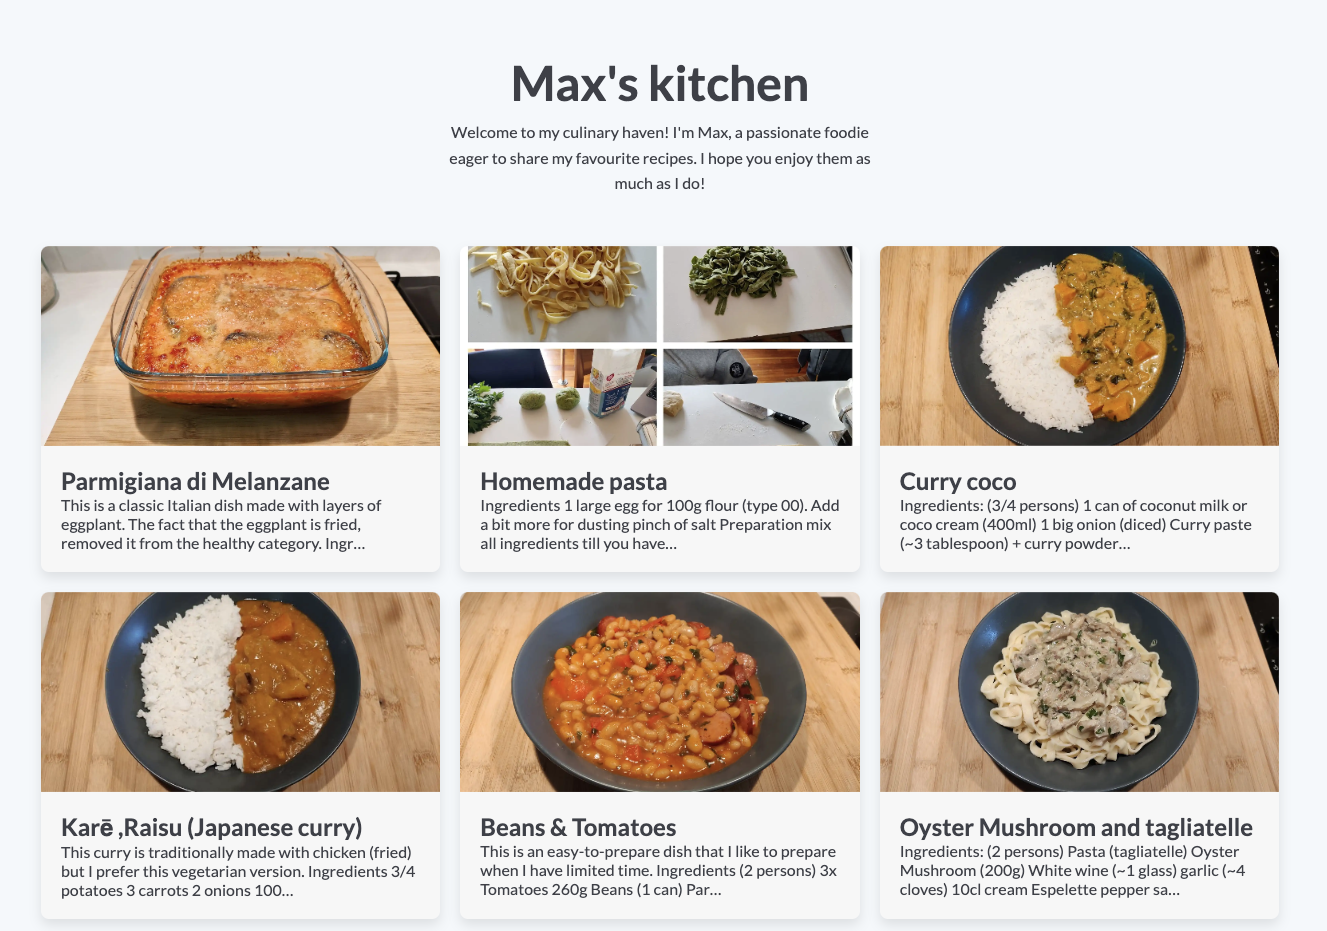 Max's kitchen
Welcome to my culinary haven! I'm Max, a passionate foodie
eager to share my favourite recipes. I hope you enjoy them as
much as I do!
Parmigiana di Melanzane
This is a classic Italian dish made with layers of
eggplant. The fact that the eggplant is fried,
removed it from the healthy category. Ingr...
Homemade pasta
Ingredients 1 large egg for 100g flour (type 00). Add
a bit more for dusting pinch of salt Preparation mix
all ingredients till you have...
Curry coco
Ingredients: (3/4 persons) 1 can of coconut milk or
coco cream (400ml) 1 big onion (diced) Curry paste
(~3 tablespoon) + curry powder...
Karē ,Raisu (Japanese curry)
This curry is traditionally made with chicken (fried)
but I prefer this vegetarian version. Ingredients 3/4
potatoes 3 carrots 2 onions 100...
Beans & Tomatoes
This is an easy-to-prepare dish that I like to prepare
when I have limited time. Ingredients (2 persons) 3x
Tomatoes 260g Beans (1 can) Par...
Oyster Mushroom and tagliatelle
Ingredients: (2 persons) Pasta (tagliatelle) Oyster
Mushroom (200g) White wine (~1 glass) garlic (~4
cloves) 10cl cream Espelette pepper sa...